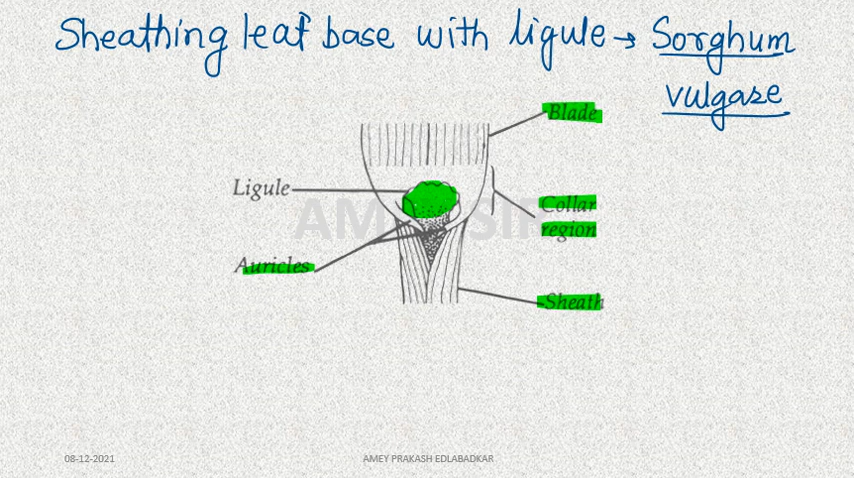 Sheathing leaf base with ligule → Sorghum
vulgare
Blade
Ligule
Collar
region
Auricles
Sheath
08-12-2021
AMEY PRAKASH EDLABADKAR